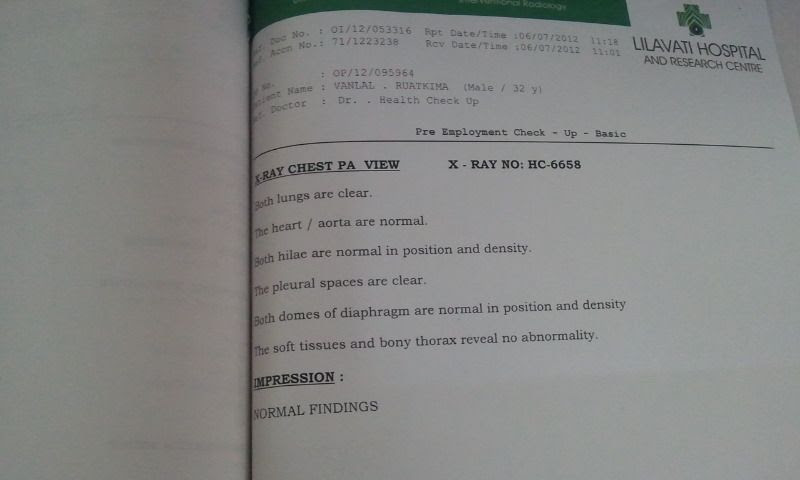 Interventional Radiology
LILAVATI HOSPITAL
AND RESEARCH CENTRE
Doc No. : OI/12/053316 Rpt Date/Time :06/07/2012 11:18
Accn No.: 71/1223238 Rcv Date/Time :06/07/2012 11:01
No. : OP/12/095964
Patient Name : VANLAL . RUATKIMA (Male / 32 y)
Doctor : Dr. . Health Check Up
Pre Employment Check - Up - Basic
X-RAY CHEST PA VIEW X - RAY NO: HC-6658
Both lungs are clear.
The heart / aorta are normal.
Both hilae are normal in position and density.
The pleural spaces are clear.
Both domes of diaphragm are normal in position and density
The soft tissues and bony thorax reveal no abnormality.
IMPRESSION :
NORMAL FINDINGS